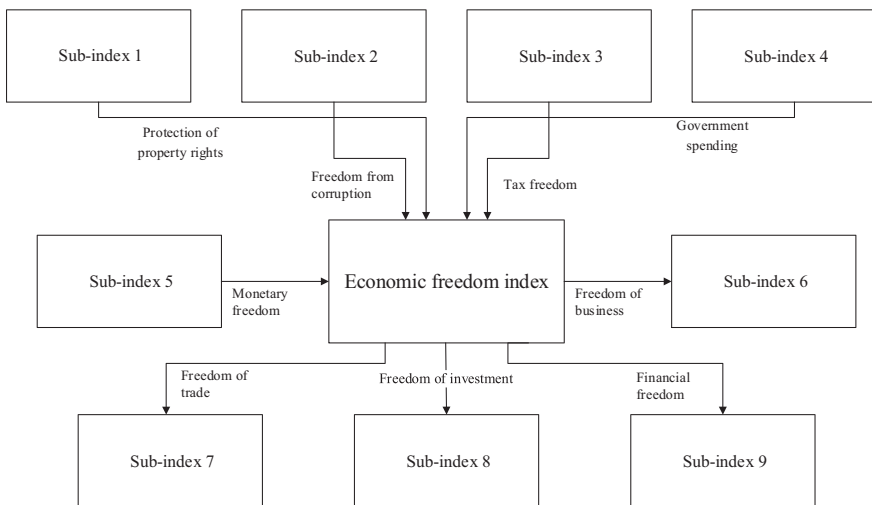 Sub-index 1
Sub-index 2
Sub-index 3
Sub-index 4
Protection of
property rights
Freedom from
corruption
Tax freedom
Government
spending
Sub-index 5
Monetary
freedom
Economic freedom index
Freedom of
business
Sub-index 6
Freedom of
trade
Freedom of investment
Financial
freedom
Sub-index 7
Sub-index 8
Sub-index 9